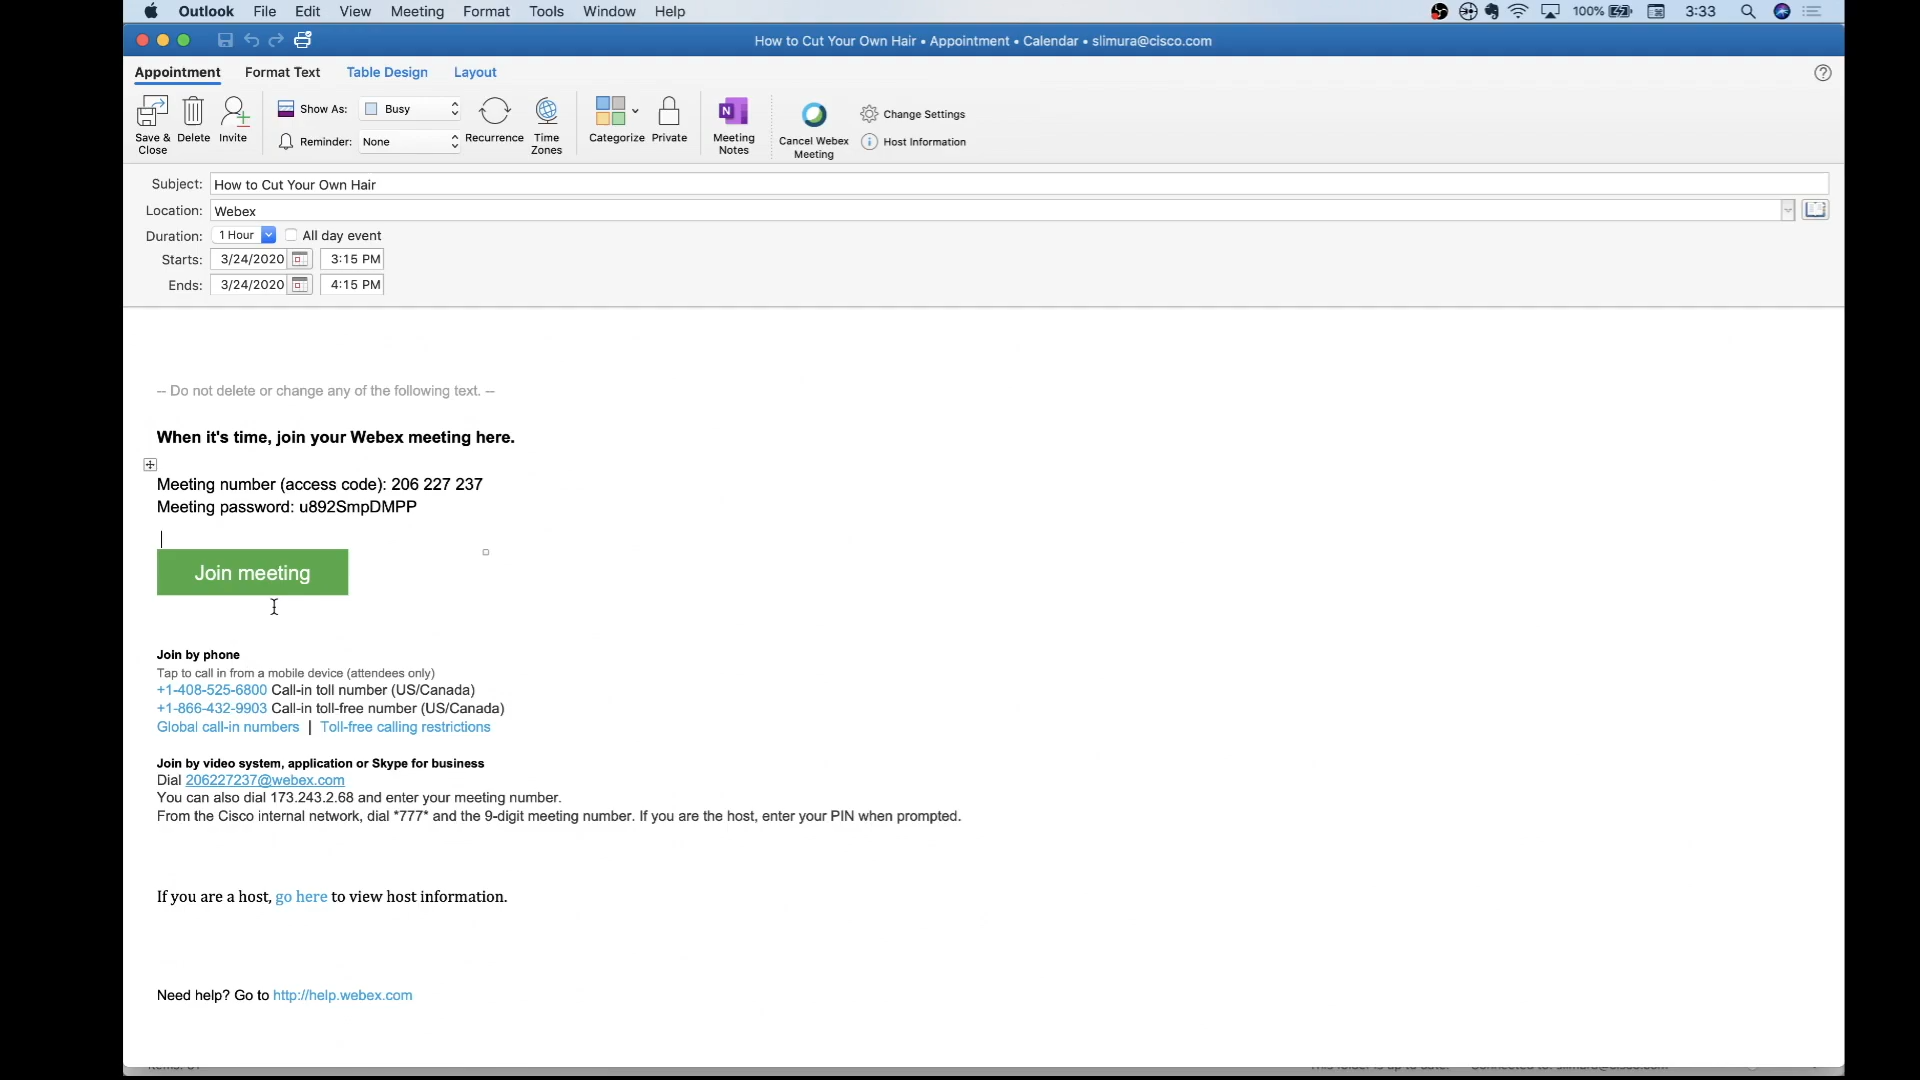 Outlook File Edit View Meeting Format Tools Window Help 100% 3:33
How to Cut Your Own Hair • Appointment • Calendar • slimura@cisco.com
Appointment Format Text Table Design Layout
Save & Close Delete Invite Show As: Busy Reminder: None Recurrence Time Zones Categorize Private Meeting Notes Cancel Webex Meeting Change Settings Host Information
Subject: How to Cut Your Own Hair
Location: Webex
Duration: 1 Hour All day event
Starts: 3/24/2020 3:15 PM
Ends: 3/24/2020 4:15 PM
-- Do not delete or change any of the following text. --
When it's time, join your Webex meeting here.
Meeting number (access code): 206 227 237
Meeting password: u892SmpDMPP
Join meeting
Join by phone
Tap to call in from a mobile device (attendees only)
+1-408-525-6800 Call-in toll number (US/Canada)
+1-866-432-9903 Call-in toll-free number (US/Canada)
Global call-in numbers | Toll-free calling restrictions
Join by video system, application or Skype for business
Dial 206227237@webex.com
You can also dial 173.243.2.68 and enter your meeting number.
From the Cisco internal network, dial *777* and the 9-digit meeting number. If you are the host, enter your PIN when prompted.
If you are a host, go here to view host information.
Need help? Go to http://help.webex.com